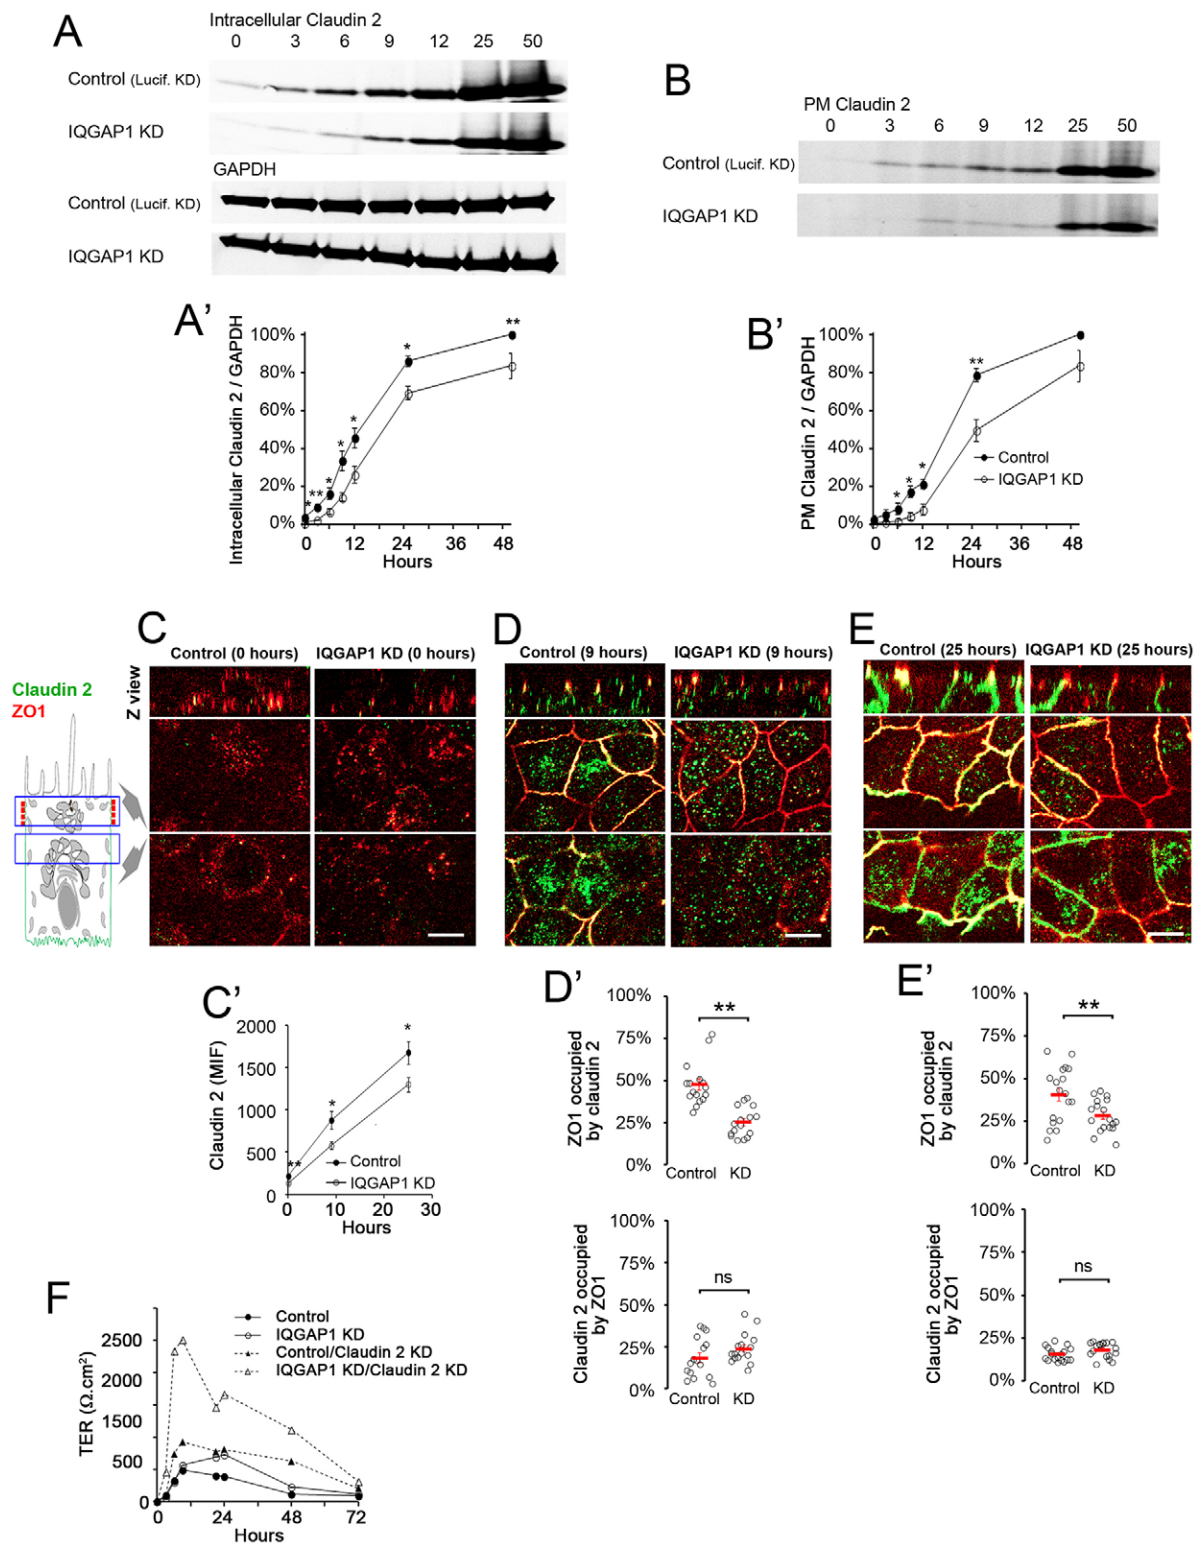 A
Intracellular Claudin 2
0 3 6 9 12 25 50
Control (Lucif. KD)
IQGAP1 KD
GAPDH
Control (Lucif. KD)
IQGAP1 KD
B
PM Claudin 2
0 3 6 9 12 25 50
Control (Lucif. KD)
IQGAP1 KD
A'
Intracellular Claudin 2 / GAPDH
100%
80%
60%
40%
20%
0%
* ** * * * * **
0 12 24 36 48
Hours
B'
PM Claudin 2 / GAPDH
100%
80%
60%
40%
20%
0%
* * * **
Control
IQGAP1 KD
0 12 24 36 48
Hours
Claudin 2
ZO1
C
Control (0 hours) IQGAP1 KD (0 hours)
Z view
D
Control (9 hours) IQGAP1 KD (9 hours)
E
Control (25 hours) IQGAP1 KD (25 hours)
C'
Claudin 2 (MIF)
2000
1500
1000
500
0
** * *
Control
IQGAP1 KD
0 10 20 30
Hours
D'
ZO1 occupied
by claudin 2
100%
75%
50%
25%
0%
**
Control KD
Claudin 2 occupied
by ZO1
100%
75%
50%
25%
0%
ns
Control KD
E'
ZO1 occupied
by claudin 2
100%
75%
50%
25%
0%
**
Control KD
Claudin 2 occupied
by ZO1
100%
75%
50%
25%
0%
ns
Control KD
F
TER (Ω.cm²)
2500
2000
1500
500
0
Control
IQGAP1 KD
Control/Claudin 2 KD
IQGAP1 KD/Claudin 2 KD
0 24 48 72
Hours